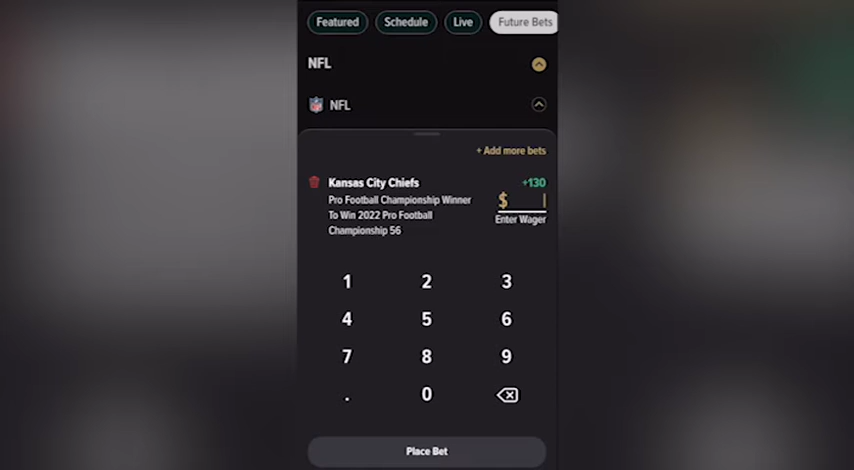 Featured Schedule Live Future Bets
NFL
NFL
+ Add more bets
Kansas City Chiefs +130
Pro Football Championship Winner $
To Win 2022 Pro Football Enter Wager
Championship 56
1 2 3
4 5 6
7 8 9
. 0
Place Bet